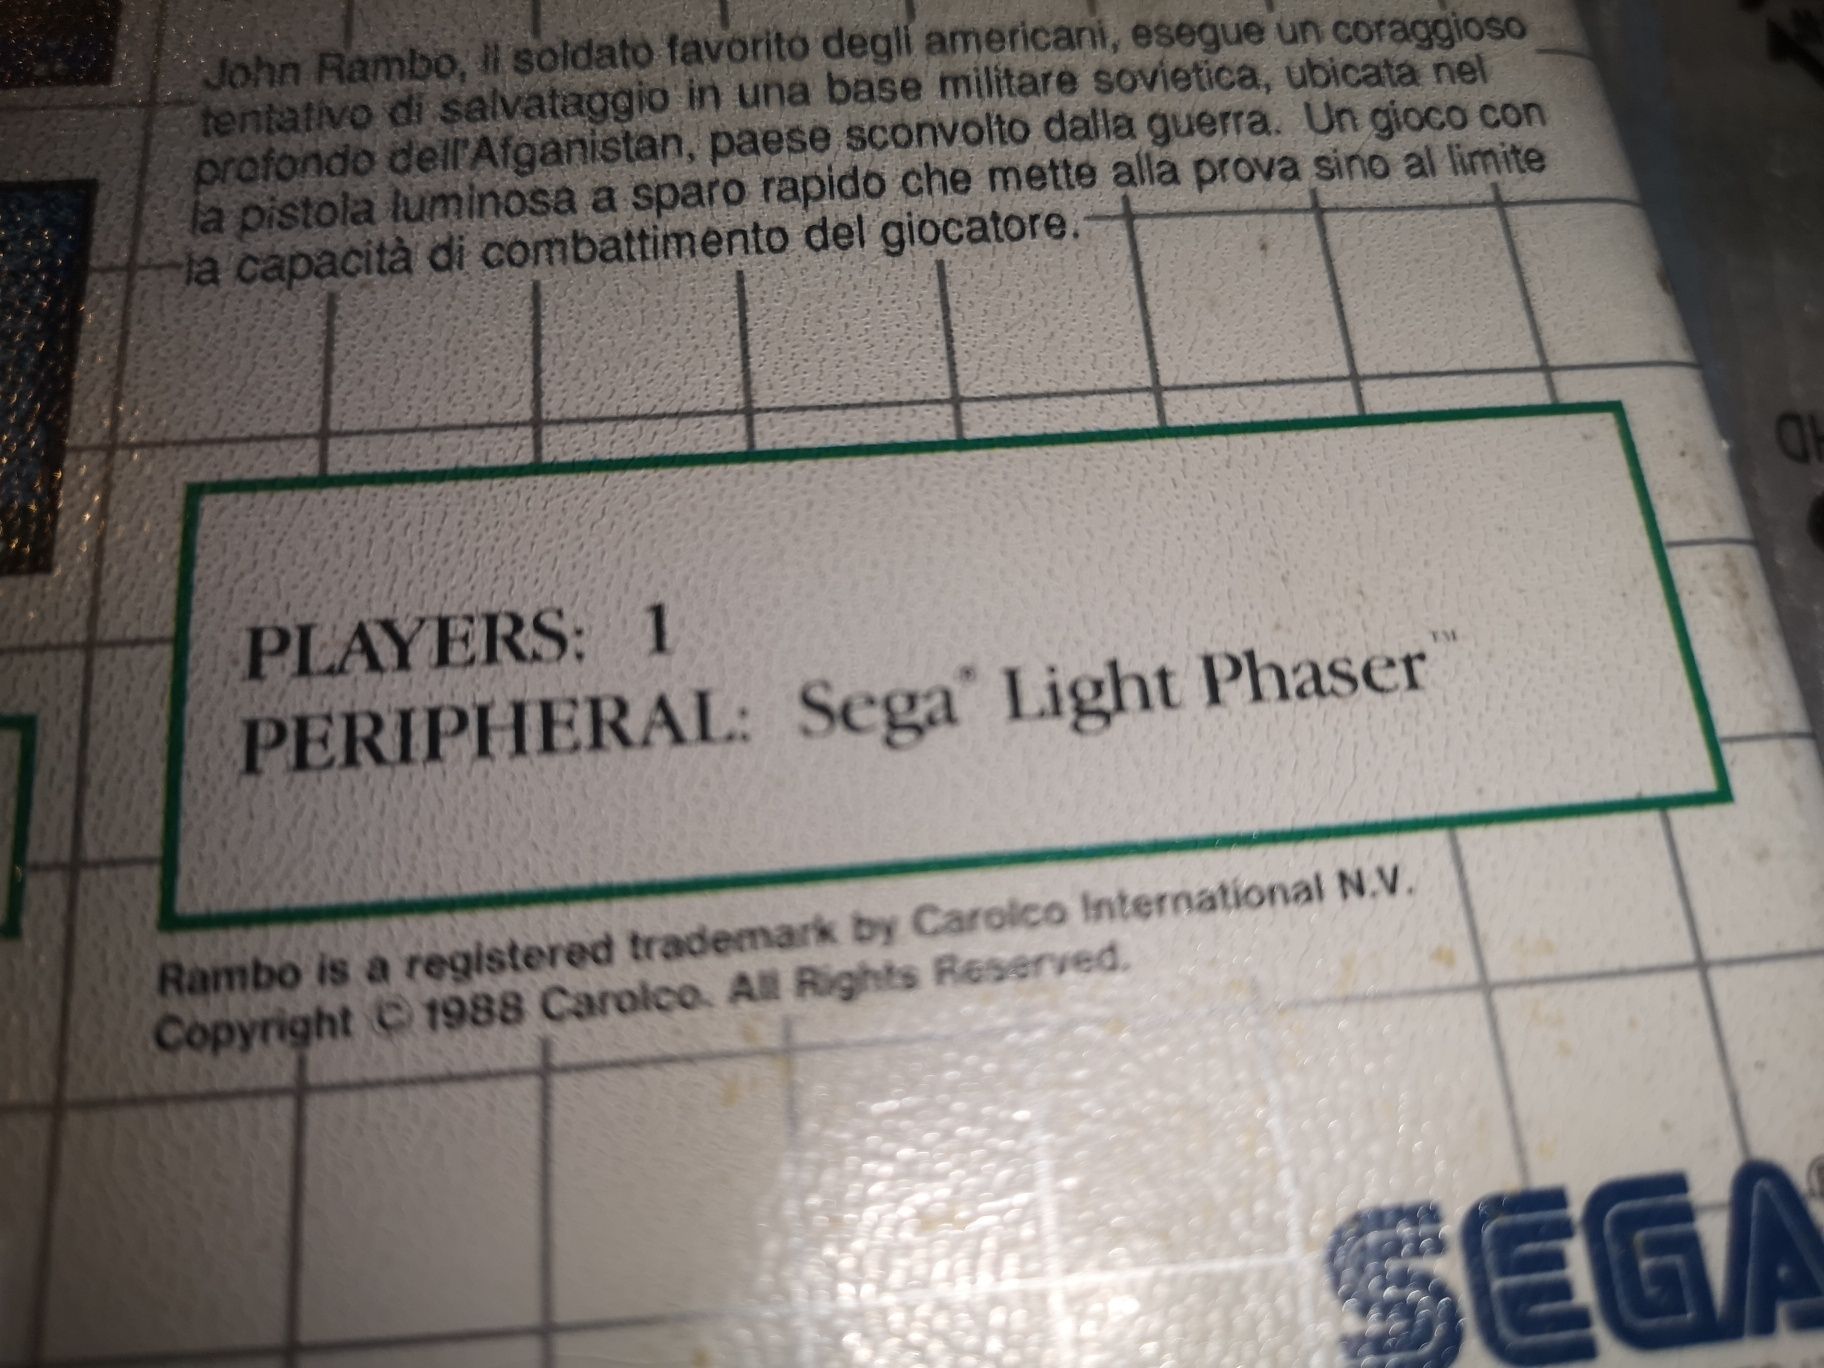 John Rambo, il soldato favorito degli americani, esegue un coraggioso
tentativo di salvataggio in una base militare sovietica, ubicata nel
profondo dell'Afganistan, paese sconvolto dalla guerra. Un gioco con
la pistola luminosa a sparo rapido che mette alla prova sino al limite
la capacità di combattimento del giocatore.
PLAYERS: 1
PERIPHERAL: Sega® Light Phaser™
Rambo is a registered trademark by Carolco International N.V.
Copyright © 1988 Carolco. All Rights Reserved.
SEGA®